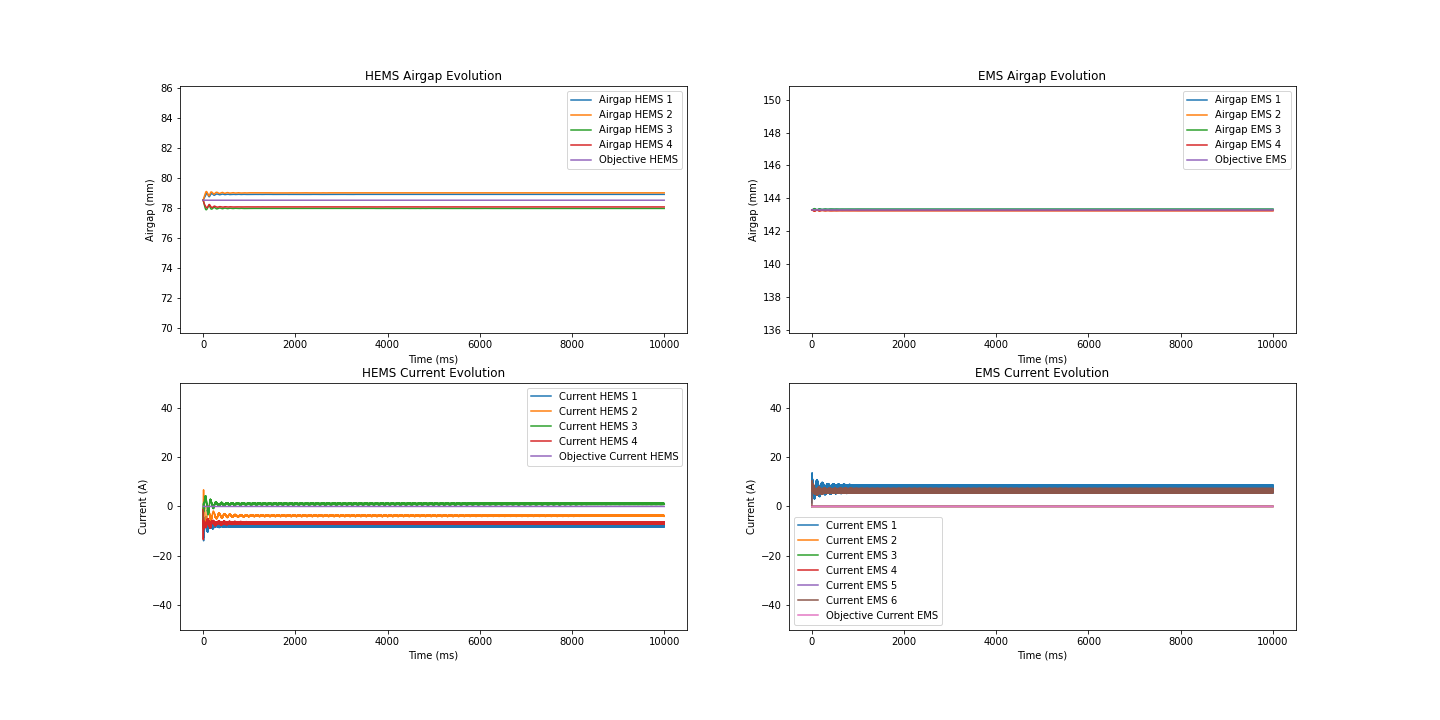 HEMS Airgap Evolution
Airgap (mm)
86
84
82
80
78
76
74
72
70
Airgap HEMS 1
Airgap HEMS 2
Airgap HEMS 3
Airgap HEMS 4
Objective HEMS
0 2000 4000 6000 8000 10000
Time (ms)
EMS Airgap Evolution
Airgap (mm)
150
148
146
144
142
140
138
136
Airgap EMS 1
Airgap EMS 2
Airgap EMS 3
Airgap EMS 4
Objective EMS
0 2000 4000 6000 8000 10000
Time (ms)
HEMS Current Evolution
Current (A)
40
20
0
−20
−40
Current HEMS 1
Current HEMS 2
Current HEMS 3
Current HEMS 4
Objective Current HEMS
0 2000 4000 6000 8000 10000
Time (ms)
EMS Current Evolution
Current (A)
40
20
0
−20
−40
Current EMS 1
Current EMS 2
Current EMS 3
Current EMS 4
Current EMS 5
Current EMS 6
Objective Current EMS
0 2000 4000 6000 8000 10000
Time (ms)